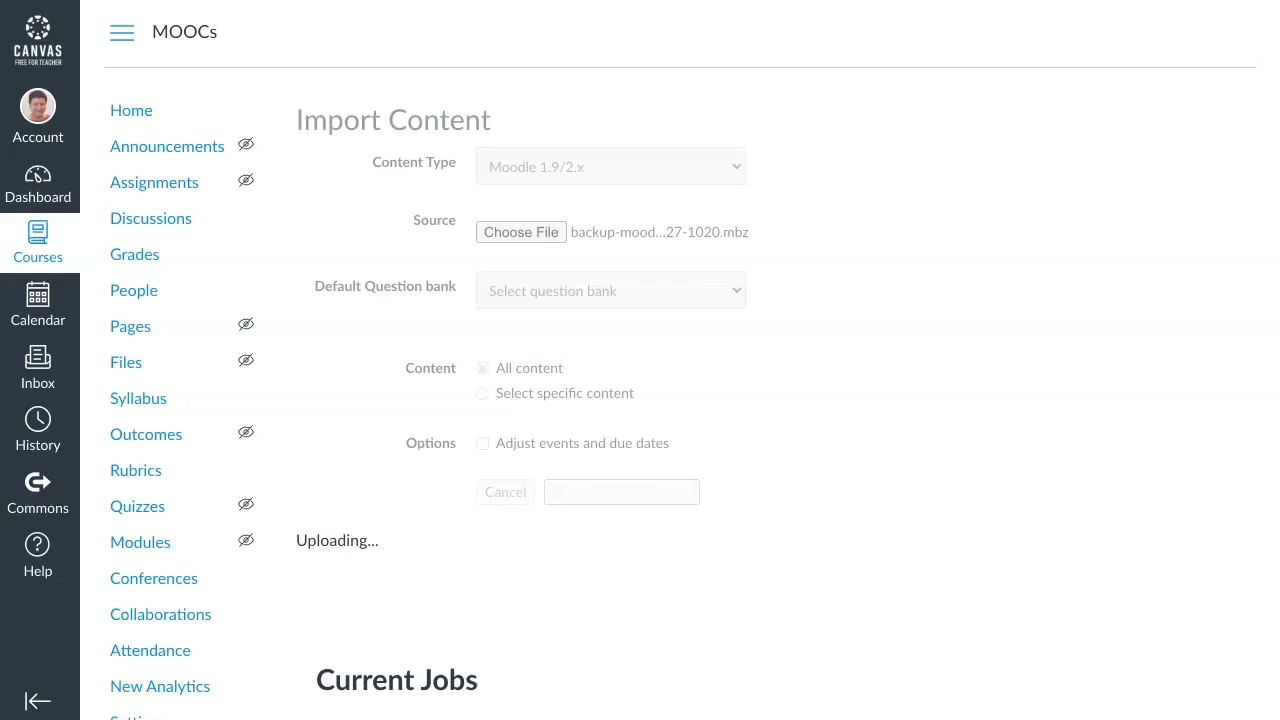 CANVAS
FREE FOR TEACHER
Account
Dashboard
Courses
Calendar
Inbox
History
Commons
Help
MOOCs
Home
Announcements
Assignments
Discussions
Grades
People
Pages
Files
Syllabus
Outcomes
Rubrics
Quizzes
Modules
Conferences
Collaborations
Attendance
New Analytics
Settings
Import Content
Content Type
Moodle 1.9/2.x
Source
Choose File backup-mood...27-1020.mbz
Default Question bank
Select question bank
Content
All content
Select specific content
Options
Adjust events and due dates
Cancel
Uploading...
Current Jobs